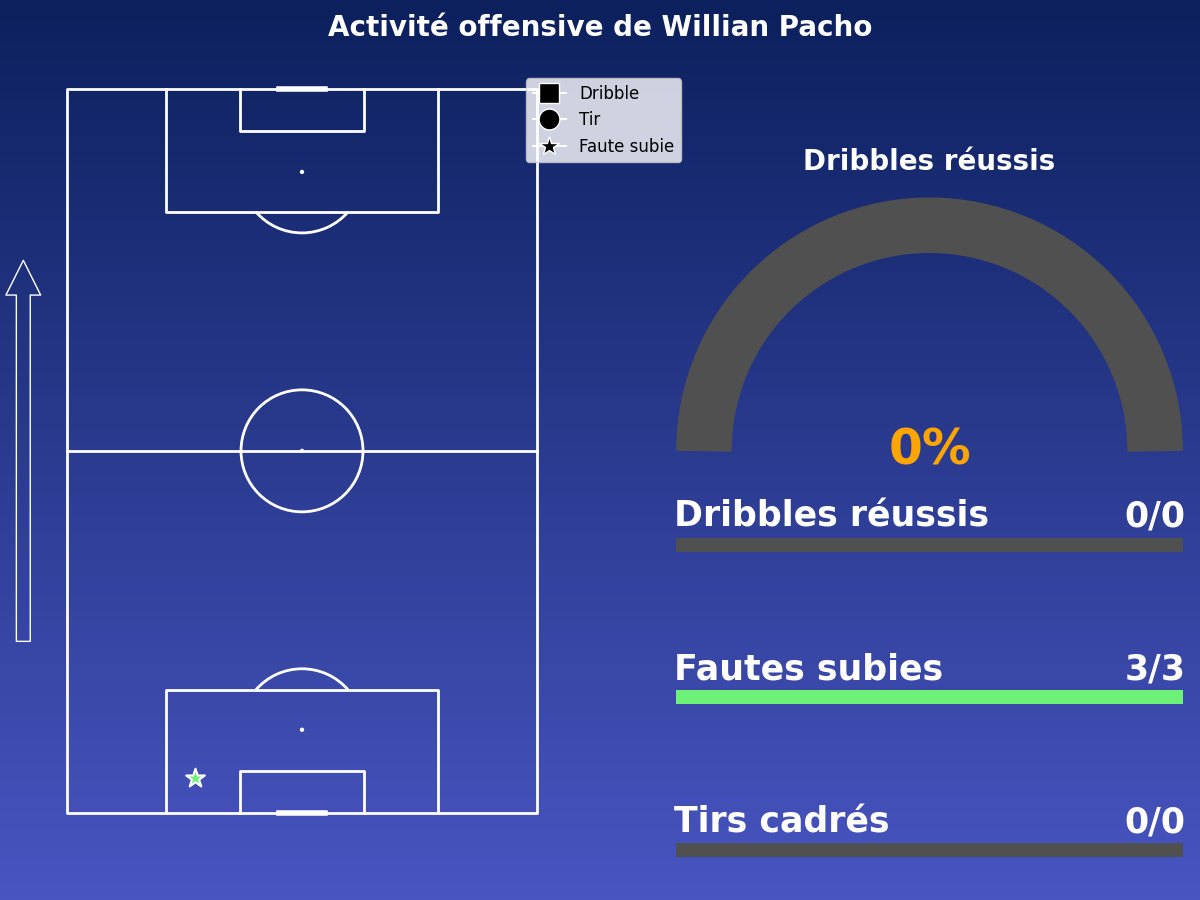 Activité offensive de Willian Pacho
Dribble
Tir
Faute subie
Dribbles réussis
0%
Dribbles réussis 0/0
Fautes subies 3/3
Tirs cadrés 0/0